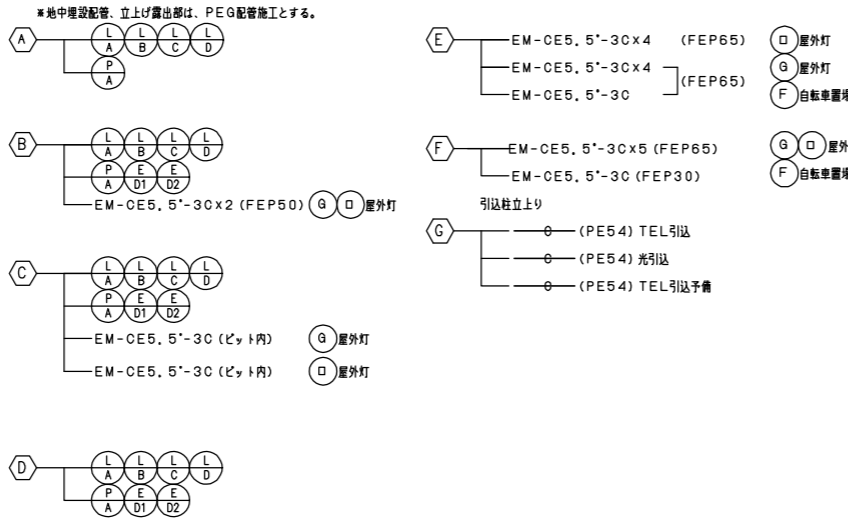 ※地中埋設配管、立上げ露出部は、PEG配管施工とする。
A L/A L/B L/C L/D
P/A
B L/A L/B L/C L/D
P/A E/D1 E/D2
EM-CE5.5゜-3C×2 (FEP50) G ロ 屋外灯
C L/A L/B L/C L/D
P/A E/D1 E/D2
EM-CE5.5゜-3C (ピット内) G 屋外灯
EM-CE5.5゜-3C (ピット内) ロ 屋外灯
D L/A L/B L/C L/D
P/A E/D1 E/D2
E EM-CE5.5゜-3C×4 (FEP65) ロ 屋外灯
EM-CE5.5゜-3C×4 (FEP65) G 屋外灯
EM-CE5.5゜-3C F 自転車置場
F EM-CE5.5゜-3C×5 (FEP65) G ロ 屋外
EM-CE5.5゜-3C (FEP30) F 自転車置場
引込柱立上り
G (PE54) TEL引込
(PE54) 光引込
(PE54) TEL引込予備